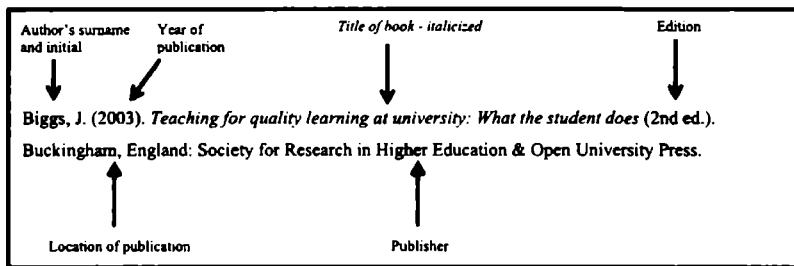 Author's surname and initial
Year of publication
Title of book - italicized
Edition
Biggs, J. (2003). Teaching for quality learning at university: What the student does (2nd ed.).
Buckingham, England: Society for Research in Higher Education & Open University Press.
Location of publication
Publisher